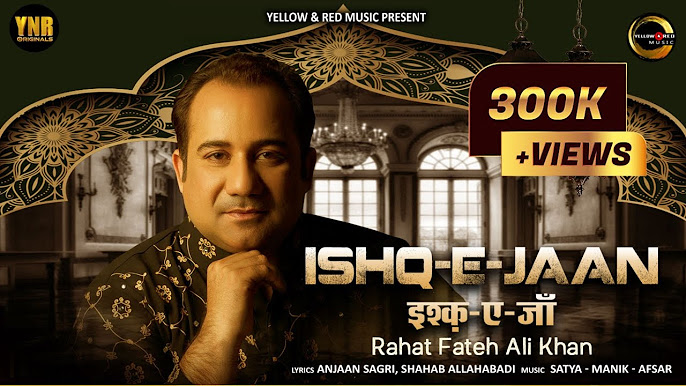 YELLOW & RED MUSIC PRESENT
YNR
ORIGINALS
YELLOW & RED
MUSIC
300K
+VIEWS
ISHQ-E-JAAN
इश्क़-ए-जाँ
Rahat Fateh Ali Khan
LYRICS ANJAAN SAGRI, SHAHAB ALLAHABADI MUSIC SATYA - MANIK - AFSAR